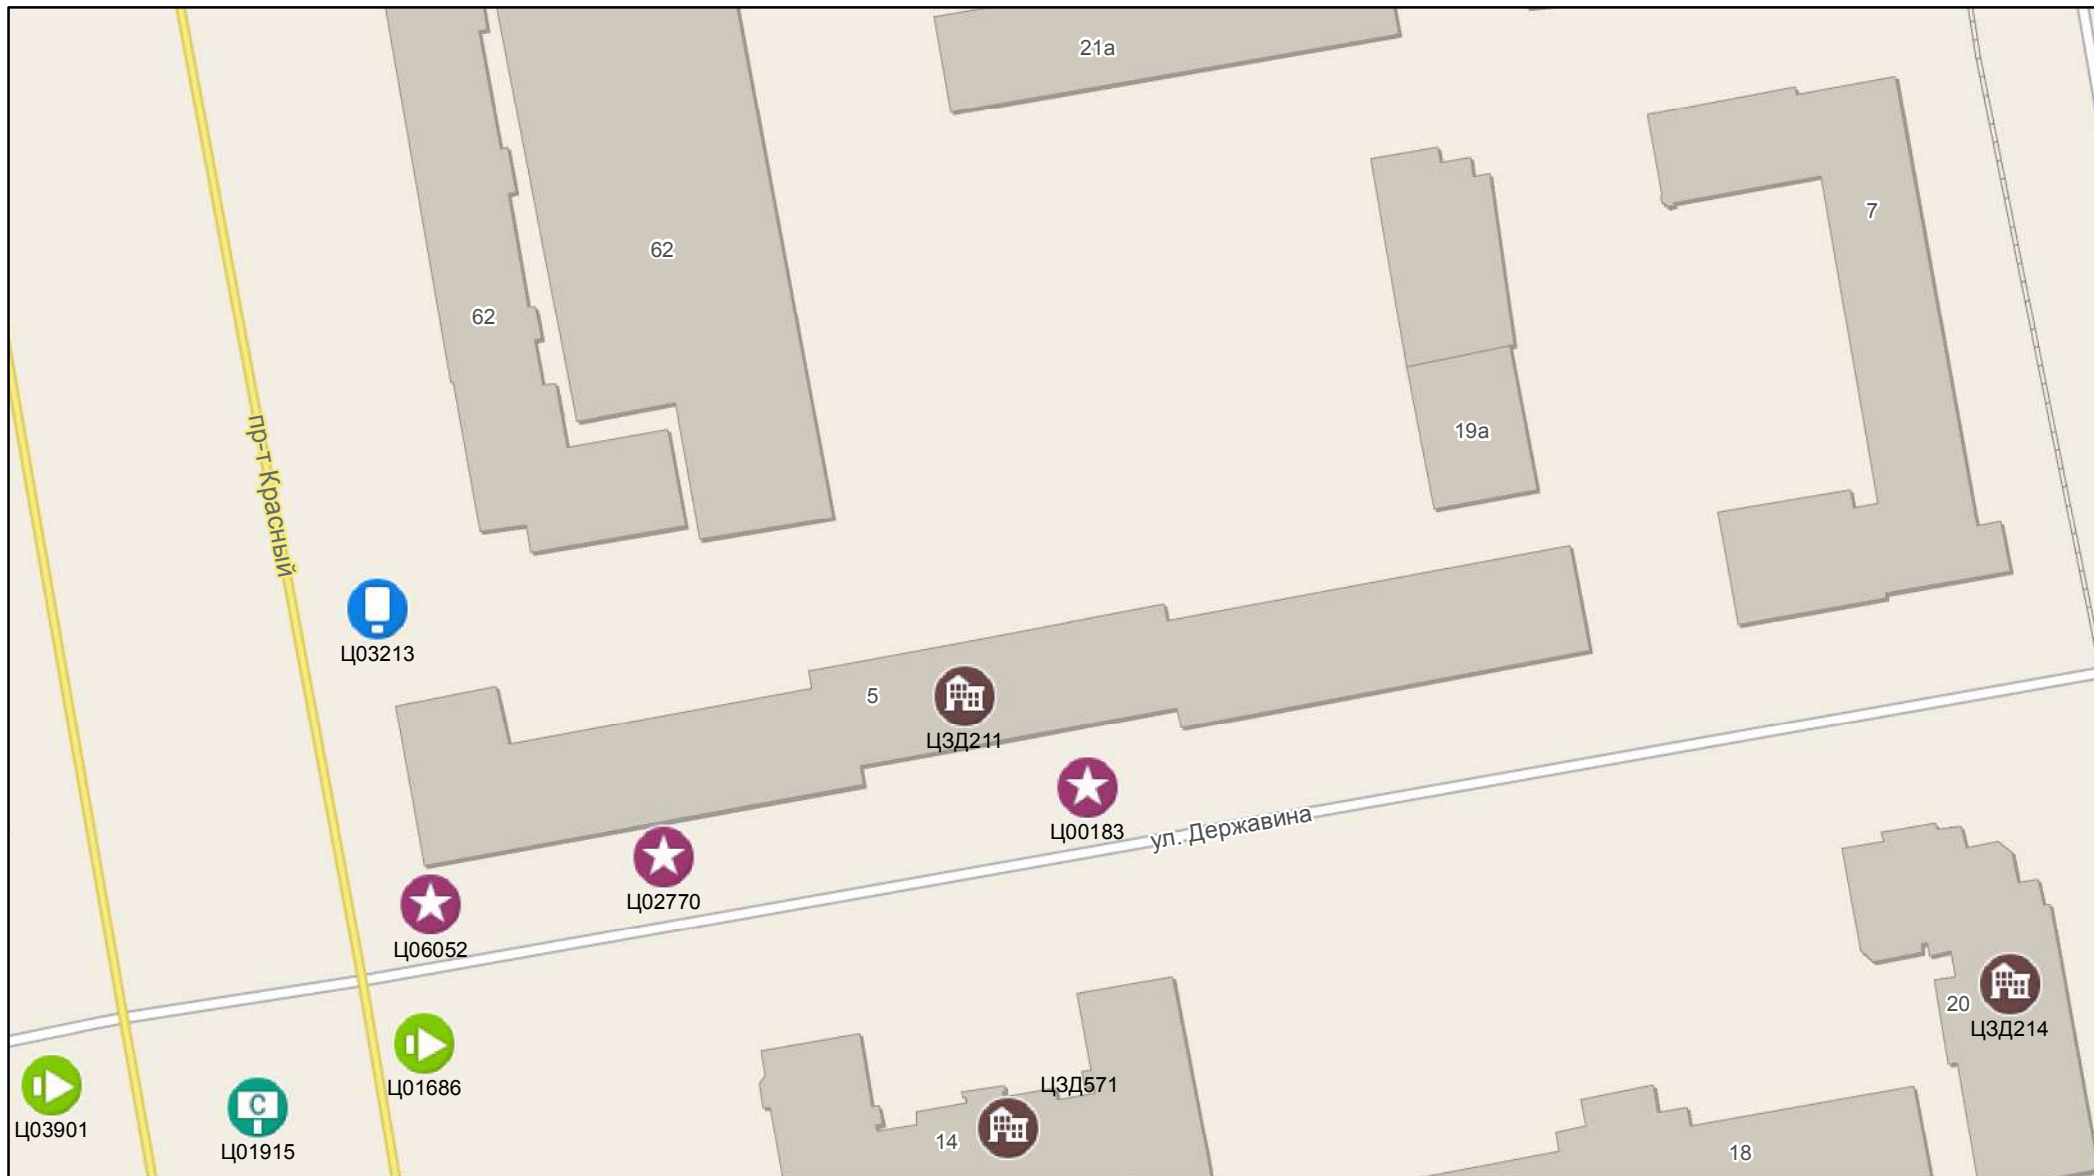 21а
62
7
62
19а
пр-т Красный
Ц03213
5
ЦЗД211
Ц00183
ул. Державина
Ц02770
Ц06052
20
ЦЗД214
Ц01686
ЦЗД571
С
Ц03901
Ц01915
14
18